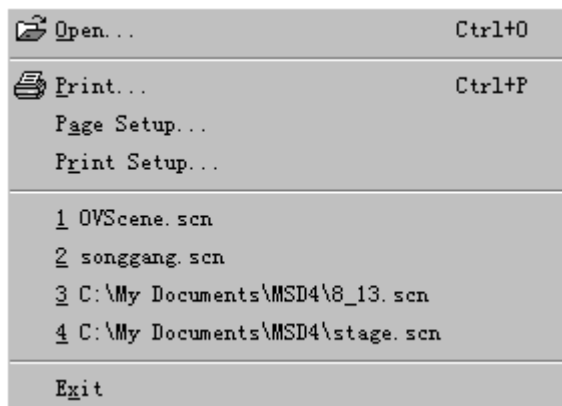 Open... Ctrl+O
Print... Ctrl+P
Page Setup...
Print Setup...
1 OVScene.scn
2 songgang.scn
3 C:\My Documents\MSD4\8_13.scn
4 C:\My Documents\MSD4\stage.scn
Exit